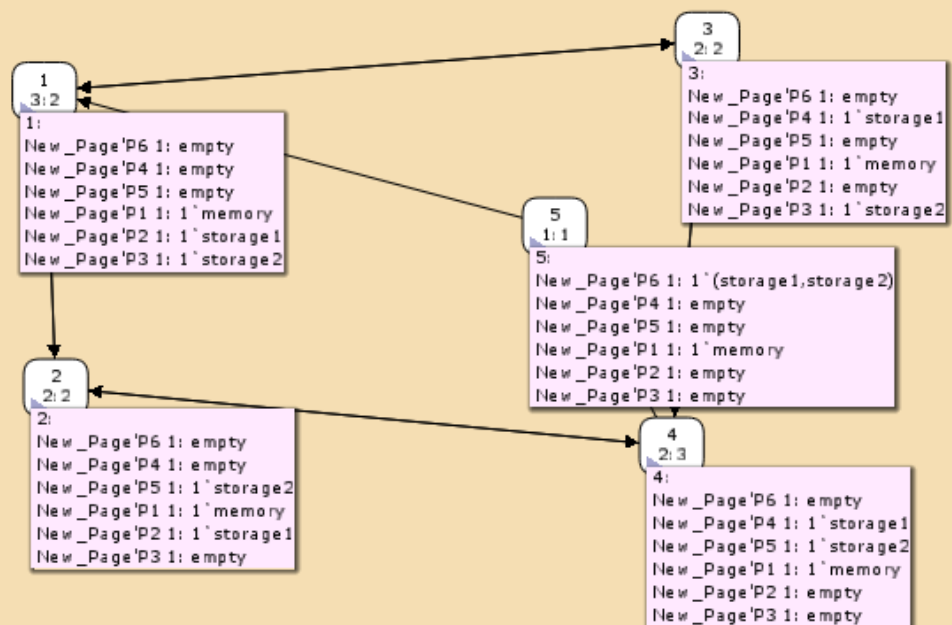 3
2:2
3:
New_Page'P6 1: empty
New_Page'P4 1: 1`storage1
New_Page'P5 1: empty
New_Page'P1 1: 1`memory
New_Page'P2 1: empty
New_Page'P3 1: 1`storage2
1
3:2
1:
New_Page'P6 1: empty
New_Page'P4 1: empty
New_Page'P5 1: empty
New_Page'P1 1: 1`memory
New_Page'P2 1: 1`storage1
New_Page'P3 1: 1`storage2
5
1:1
5:
New_Page'P6 1: 1`(storage1,storage2)
New_Page'P4 1: empty
New_Page'P5 1: empty
New_Page'P1 1: 1`memory
New_Page'P2 1: empty
New_Page'P3 1: empty
2
2:2
2:
New_Page'P6 1: empty
New_Page'P4 1: empty
New_Page'P5 1: 1`storage2
New_Page'P1 1: 1`memory
New_Page'P2 1: 1`storage1
New_Page'P3 1: empty
4
2:3
4:
New_Page'P6 1: empty
New_Page'P4 1: 1`storage1
New_Page'P5 1: 1`storage2
New_Page'P1 1: 1`memory
New_Page'P2 1: empty
New_Page'P3 1: empty